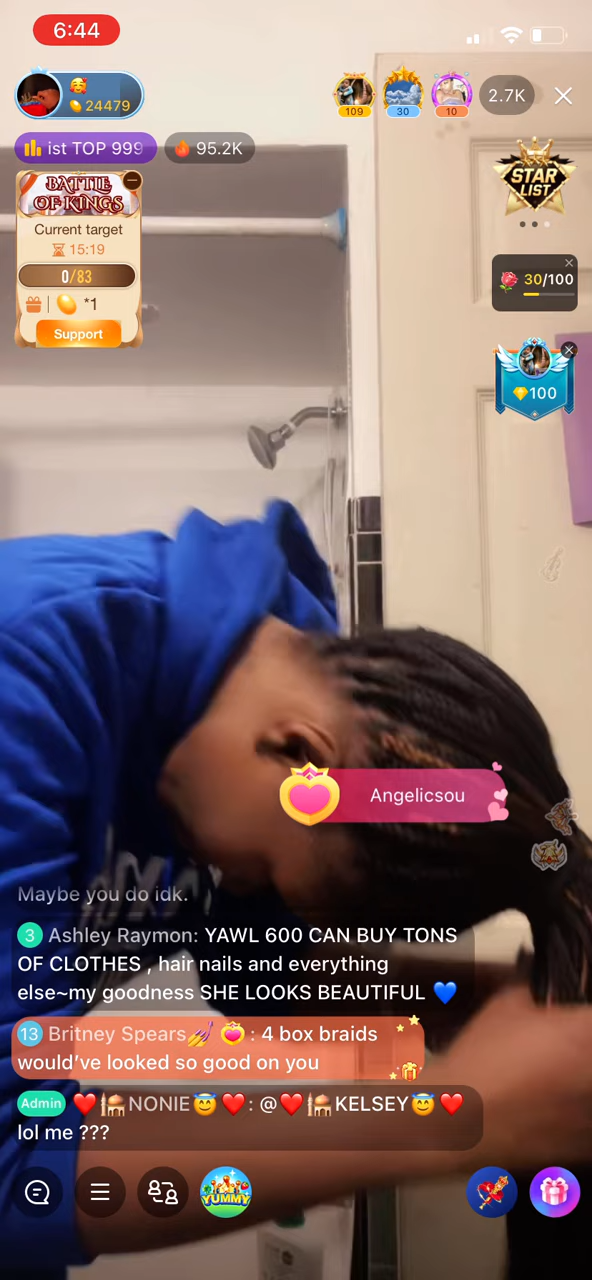 6:44
24479
109
30
10
2.7K
ist TOP 999
95.2K
BATTLE
OF KINGS
Current target
15:19
0/83
*1
Support
STAR
LIST
30/100
100
Angelicsou
Maybe you do idk.
3 Ashley Raymon: YAWL 600 CAN BUY TONS
OF CLOTHES , hair nails and everything
else~my goodness SHE LOOKS BEAUTIFUL 💙
13 Britney Spears💅 : 4 box braids
would’ve looked so good on you
Admin ❤️🕌NONIE😇❤️: @❤️🕌KELSEY😇❤️
lol me ???
YUMMY